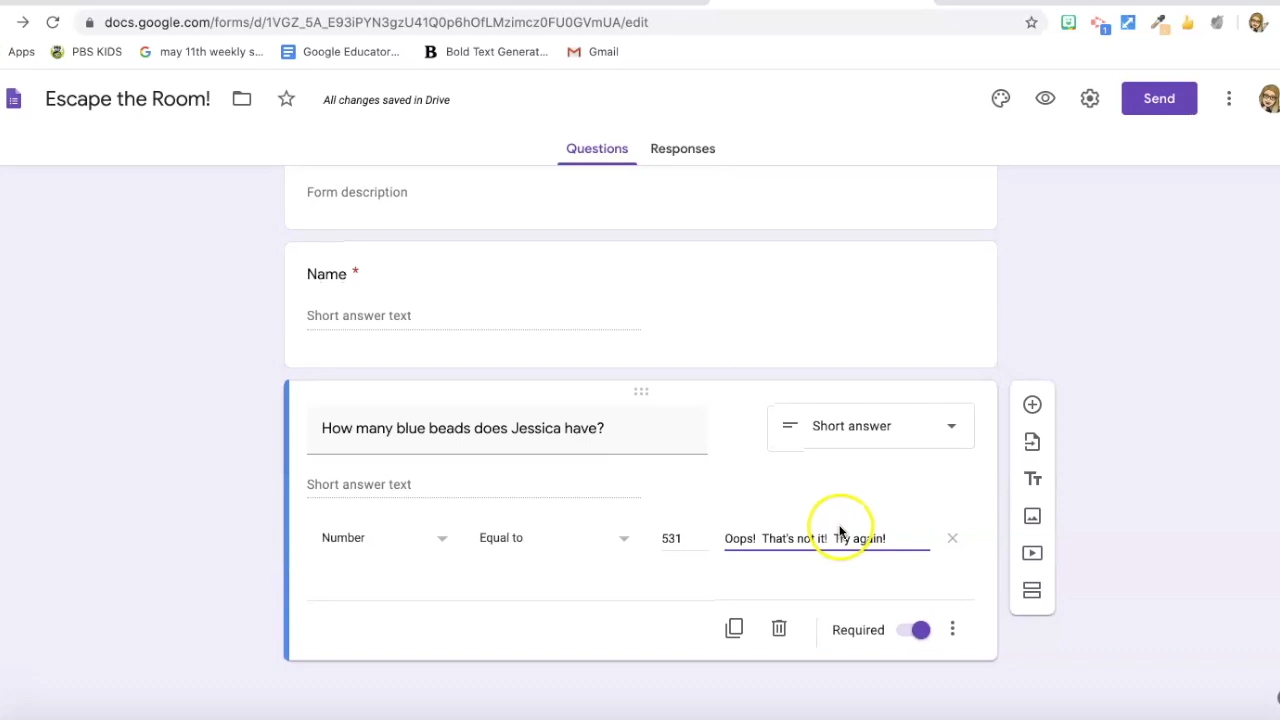 docs.google.com/forms/d/1VGZ_5A_E93iPYN3gzU41Q0p6hOfLMzimcz0FU0GVmUA/edit
1
Apps PBS KIDS may 11th weekly s... Google Educator... B Bold Text Generat... Gmail
Escape the Room! All changes saved in Drive Send
Questions Responses
Form description
Name *
Short answer text
How many blue beads does Jessica have? Short answer
Short answer text
Number Equal to 531 Oops! That's not it! Try again!
Tт
Required